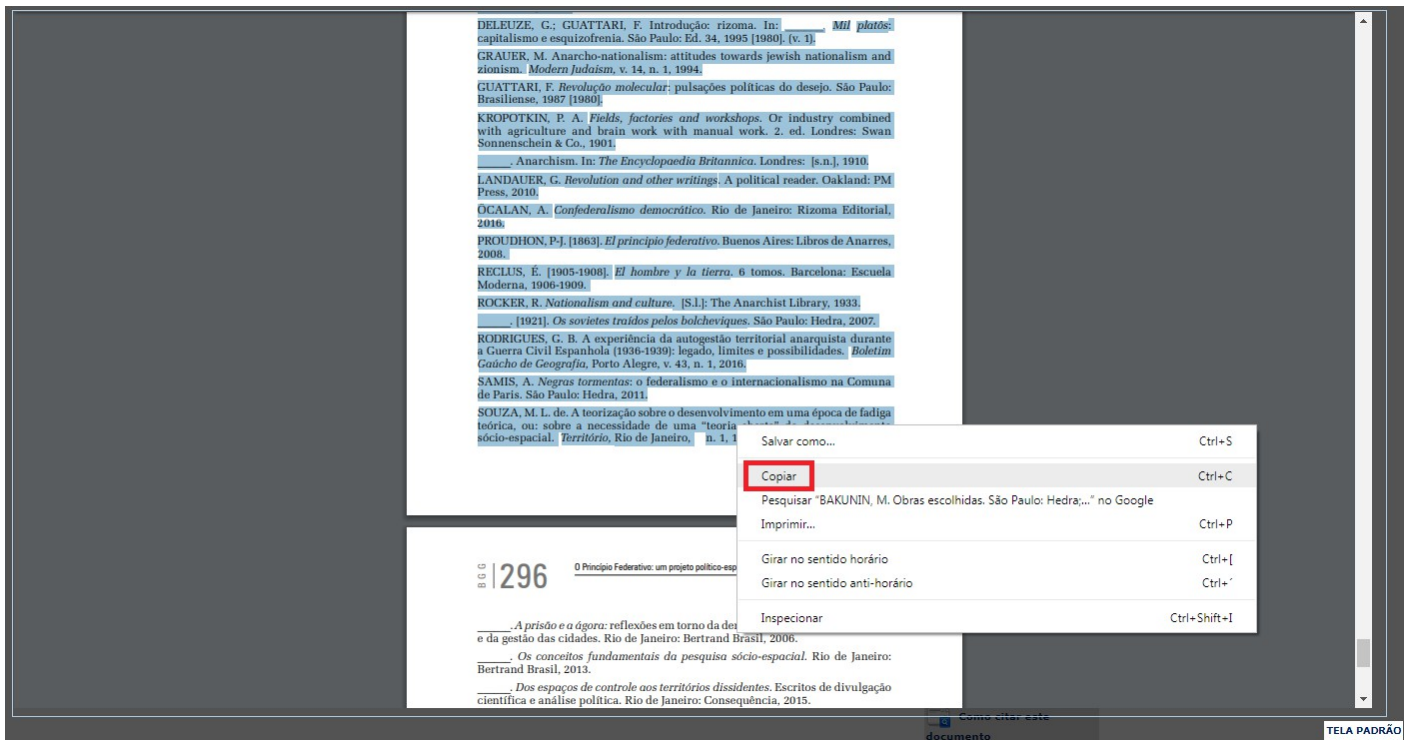 DELEUZE, G.; GUATTARI, F. Introdução: rizoma. In: ______. Mil platôs:
capitalismo e esquizofrenia. São Paulo: Ed. 34, 1995 [1980]. (v. 1).
GRAUER, M. Anarcho-nationalism: attitudes towards jewish nationalism and
zionism. Modern Judaism, v. 14, n. 1, 1994.
GUATTARI, F. Revolução molecular: pulsações políticas do desejo. São Paulo:
Brasiliense, 1987 [1980].
KROPOTKIN, P. A. Fields, factories and workshops. Or industry combined
with agriculture and brain work with manual work. 2. ed. Londres: Swan
Sonnenschein & Co., 1901.
______. Anarchism. In: The Encyclopaedia Britannica. Londres: [s.n.], 1910.
LANDAUER, G. Revolution and other writings. A political reader. Oakland: PM
Press, 2010.
ÖCALAN, A. Confederalismo democrático. Rio de Janeiro: Rizoma Editorial,
2016.
PROUDHON, P-J. [1863]. El principio federativo. Buenos Aires: Libros de Anarres,
2008.
RECLUS, É. [1905-1908]. El hombre y la tierra. 6 tomos. Barcelona: Escuela
Moderna, 1906-1909.
ROCKER, R. Nationalism and culture. [S.l.]: The Anarchist Library, 1933.
______. [1921]. Os sovietes traídos pelos bolcheviques. São Paulo: Hedra, 2007.
RODRIGUES, G. B. A experiência da autogestão territorial anarquista durante
a Guerra Civil Espanhola (1936-1939): legado, limites e possibilidades. Boletim
Gaúcho de Geografia, Porto Alegre, v. 43, n. 1, 2016.
SAMIS, A. Negras tormentas: o federalismo e o internacionalismo na Comuna
de Paris. São Paulo: Hedra, 2011.
SOUZA, M. L. de. A teorização sobre o desenvolvimento em uma época de fadiga
teórica, ou: sobre a necessidade de uma “teoria
sócio-espacial. Território, Rio de Janeiro, n. 1, 1
Salvar como... Ctrl+S
Copiar Ctrl+C
Pesquisar "BAKUNIN, M. Obras escolhidas. São Paulo: Hedra;..." no Google
Imprimir... Ctrl+P
Girar no sentido horário Ctrl+[
Girar no sentido anti-horário Ctrl+´
Inspecionar Ctrl+Shift+I
BGG 296 O Princípio Federativo: um projeto político-esp
______. A prisão e a ágora: reflexões em torno da de
e da gestão das cidades. Rio de Janeiro: Bertrand Brasil, 2006.
______. Os conceitos fundamentais da pesquisa sócio-espacial. Rio de Janeiro:
Bertrand Brasil, 2013.
______. Dos espaços de controle aos territórios dissidentes. Escritos de divulgação
científica e análise política. Rio de Janeiro: Consequência, 2015.
Como citar este
documento
TELA PADRÃO